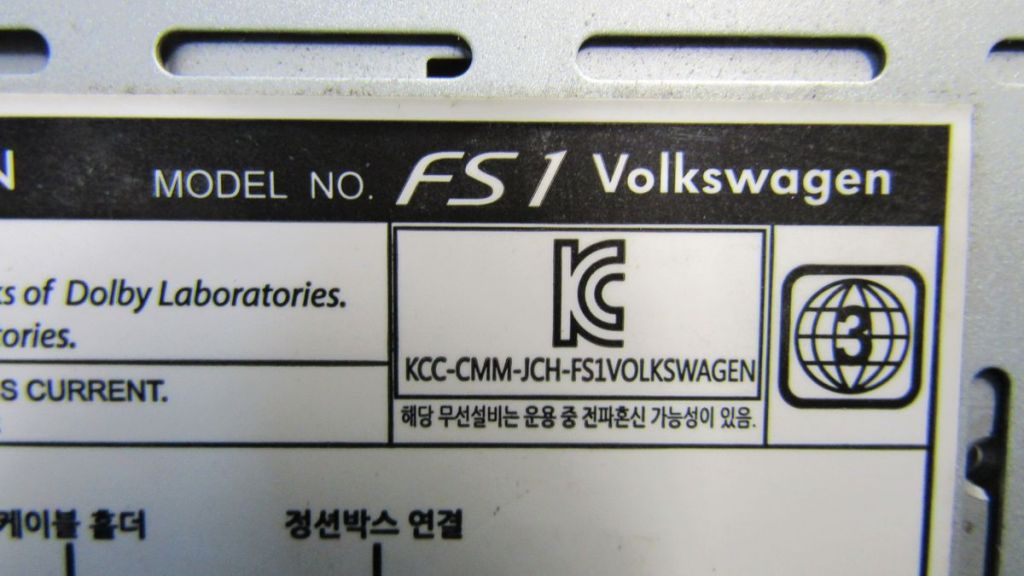 N MODEL NO. FS1 Volkswagen
of Dolby Laboratories.
KC
3
CURRENT.
KCC-CMM-JCH-FS1VOLKSWAGEN
해당 무선설비는 운용 중 전파혼신 가능성이 있음.
케이블 홀더
정션박스 연결